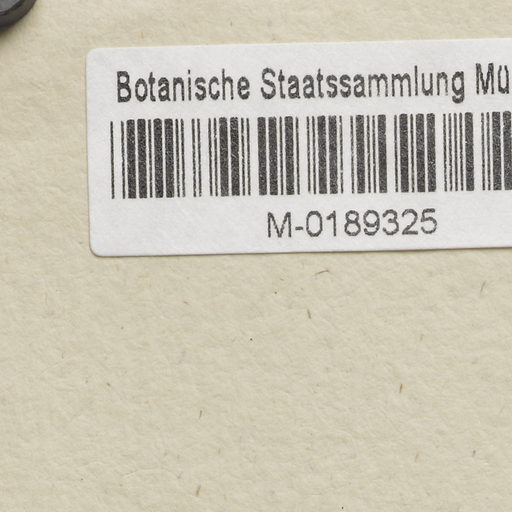 Botanische Staatssammlung Mü
M-0189325